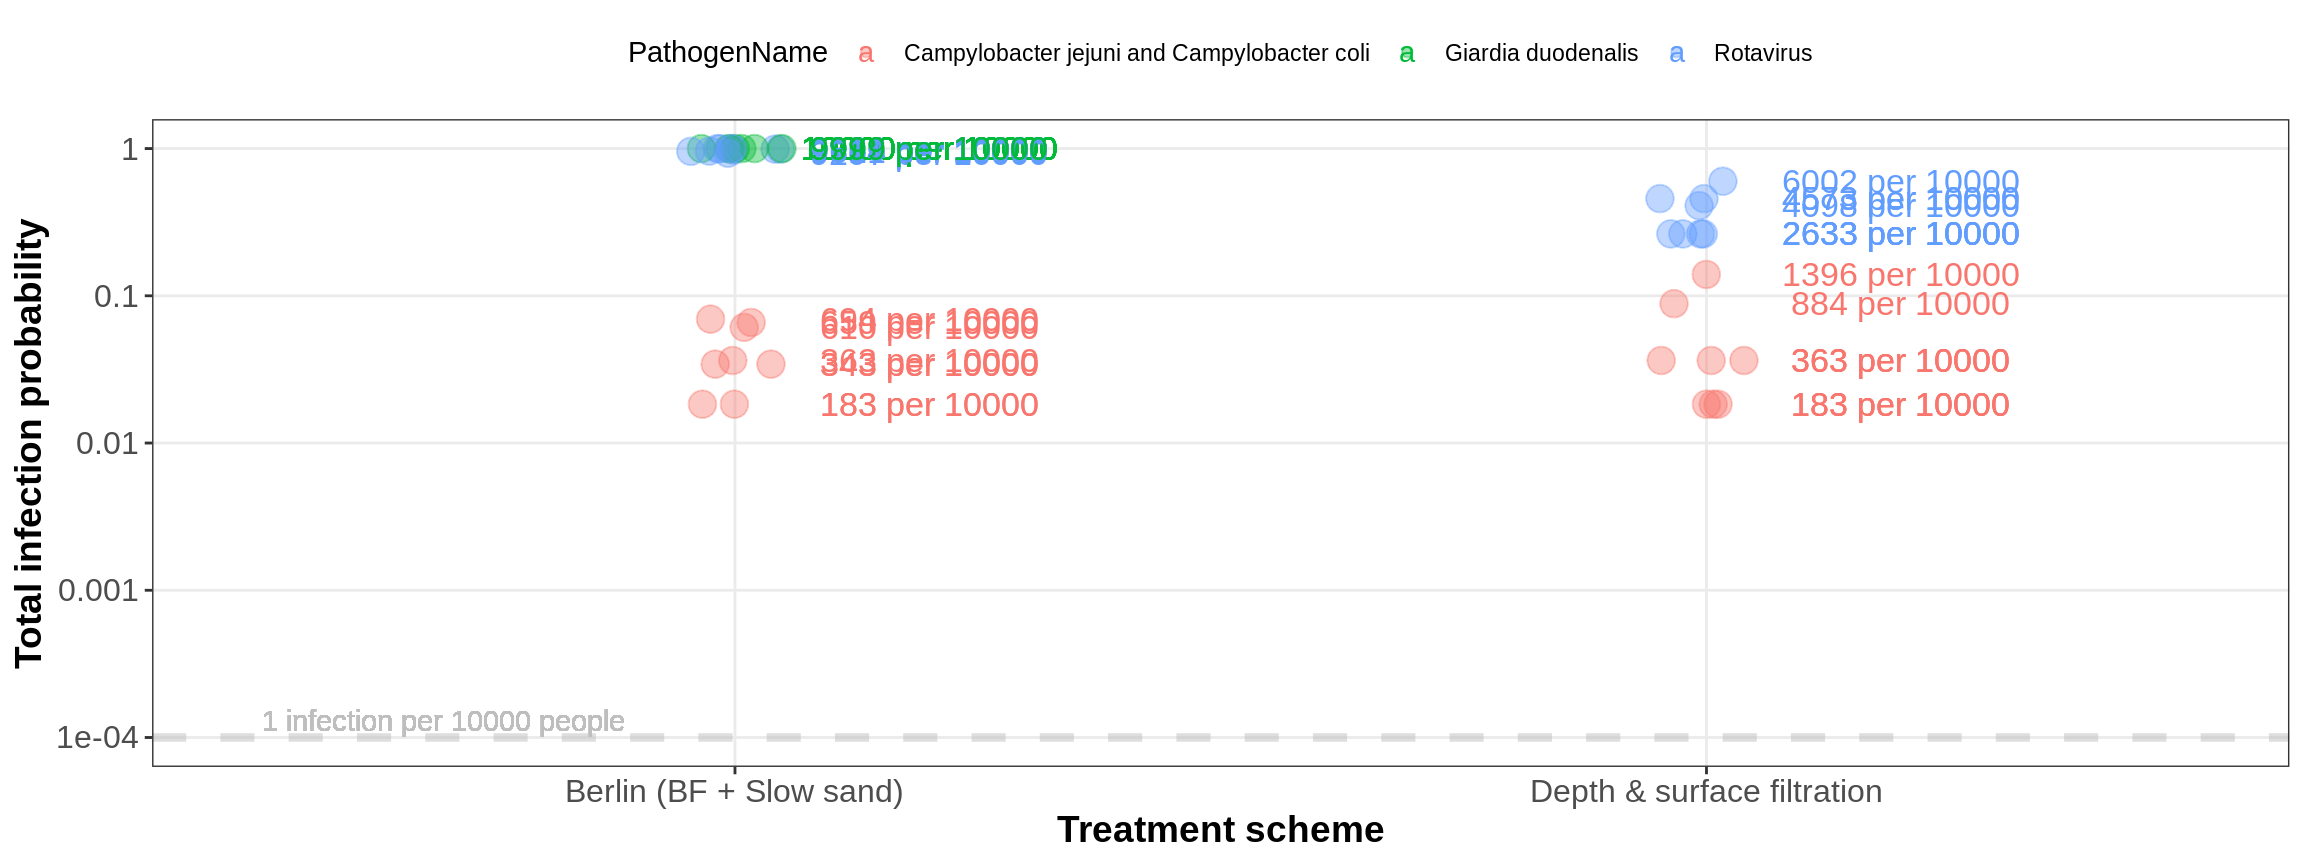 PathogenName a Campylobacter jejuni and Campylobacter coli a Giardia duodenalis a Rotavirus
Total infection probability
1
0.1
0.01
0.001
1e-04
per 10000
6002 per 10000
4573 per 10000
4098 per 10000
2633 per 10000
1396 per 10000
884 per 10000
694 per 10000
610 per 10000
363 per 10000
343 per 10000
363 per 10000
183 per 10000
183 per 10000
1 infection per 10000 people
Berlin (BF + Slow sand)
Depth & surface filtration
Treatment scheme